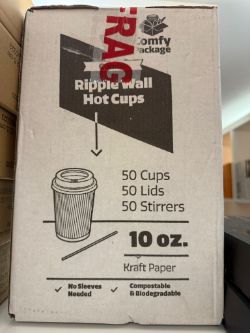 Comfy
Package
FRAG
Ripple Wall
Hot Cups
50 Cups
50 Lids
50 Stirrers
10 oz.
Kraft Paper
No Sleeves
Needed
Compostable
& Biodegradable